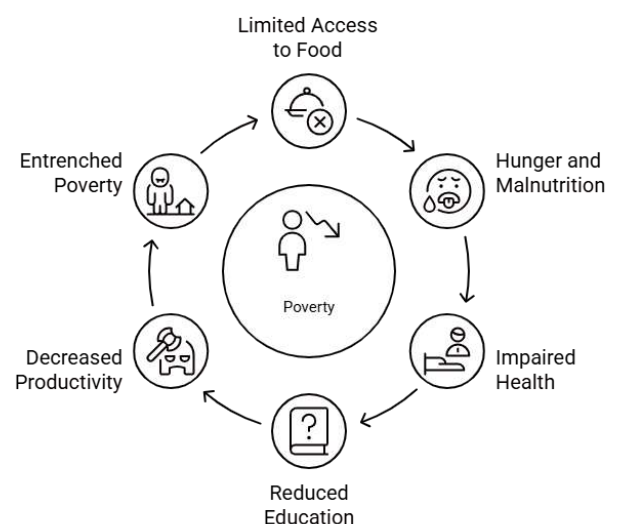 Limited Access
to Food
Hunger and
Malnutrition
Impaired
Health
Reduced
Education
Decreased
Productivity
Entrenched
Poverty
Poverty
?